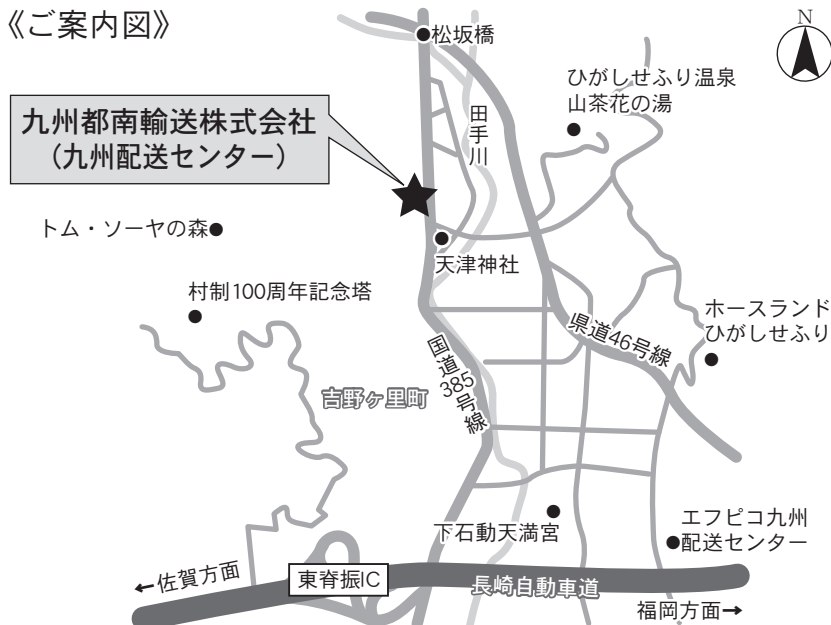 《ご案内図》
N
松坂橋
ひがしせふり温泉
山茶花の湯
田手川
九州都南輸送株式会社
(九州配送センター)
トム・ソーヤの森
天津神社
村制100周年記念塔
ホースランド
ひがしせふり
県道46号線
国道385号線
吉野ヶ里町
下石動天満宮
エフピコ九州
配送センター
←佐賀方面
東脊振IC
長崎自動車道
福岡方面→